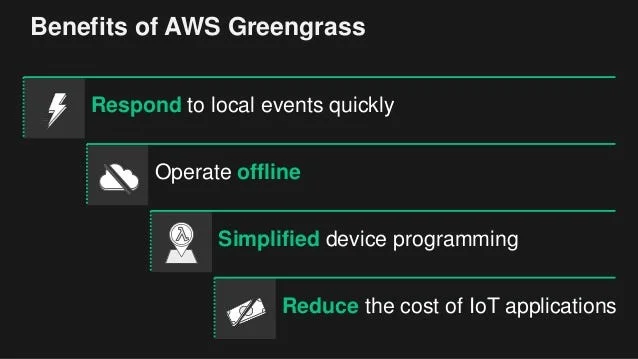 Benefits of AWS Greengrass
Respond to local events quickly
Operate offline
Simplified device programming
Reduce the cost of IoT applications